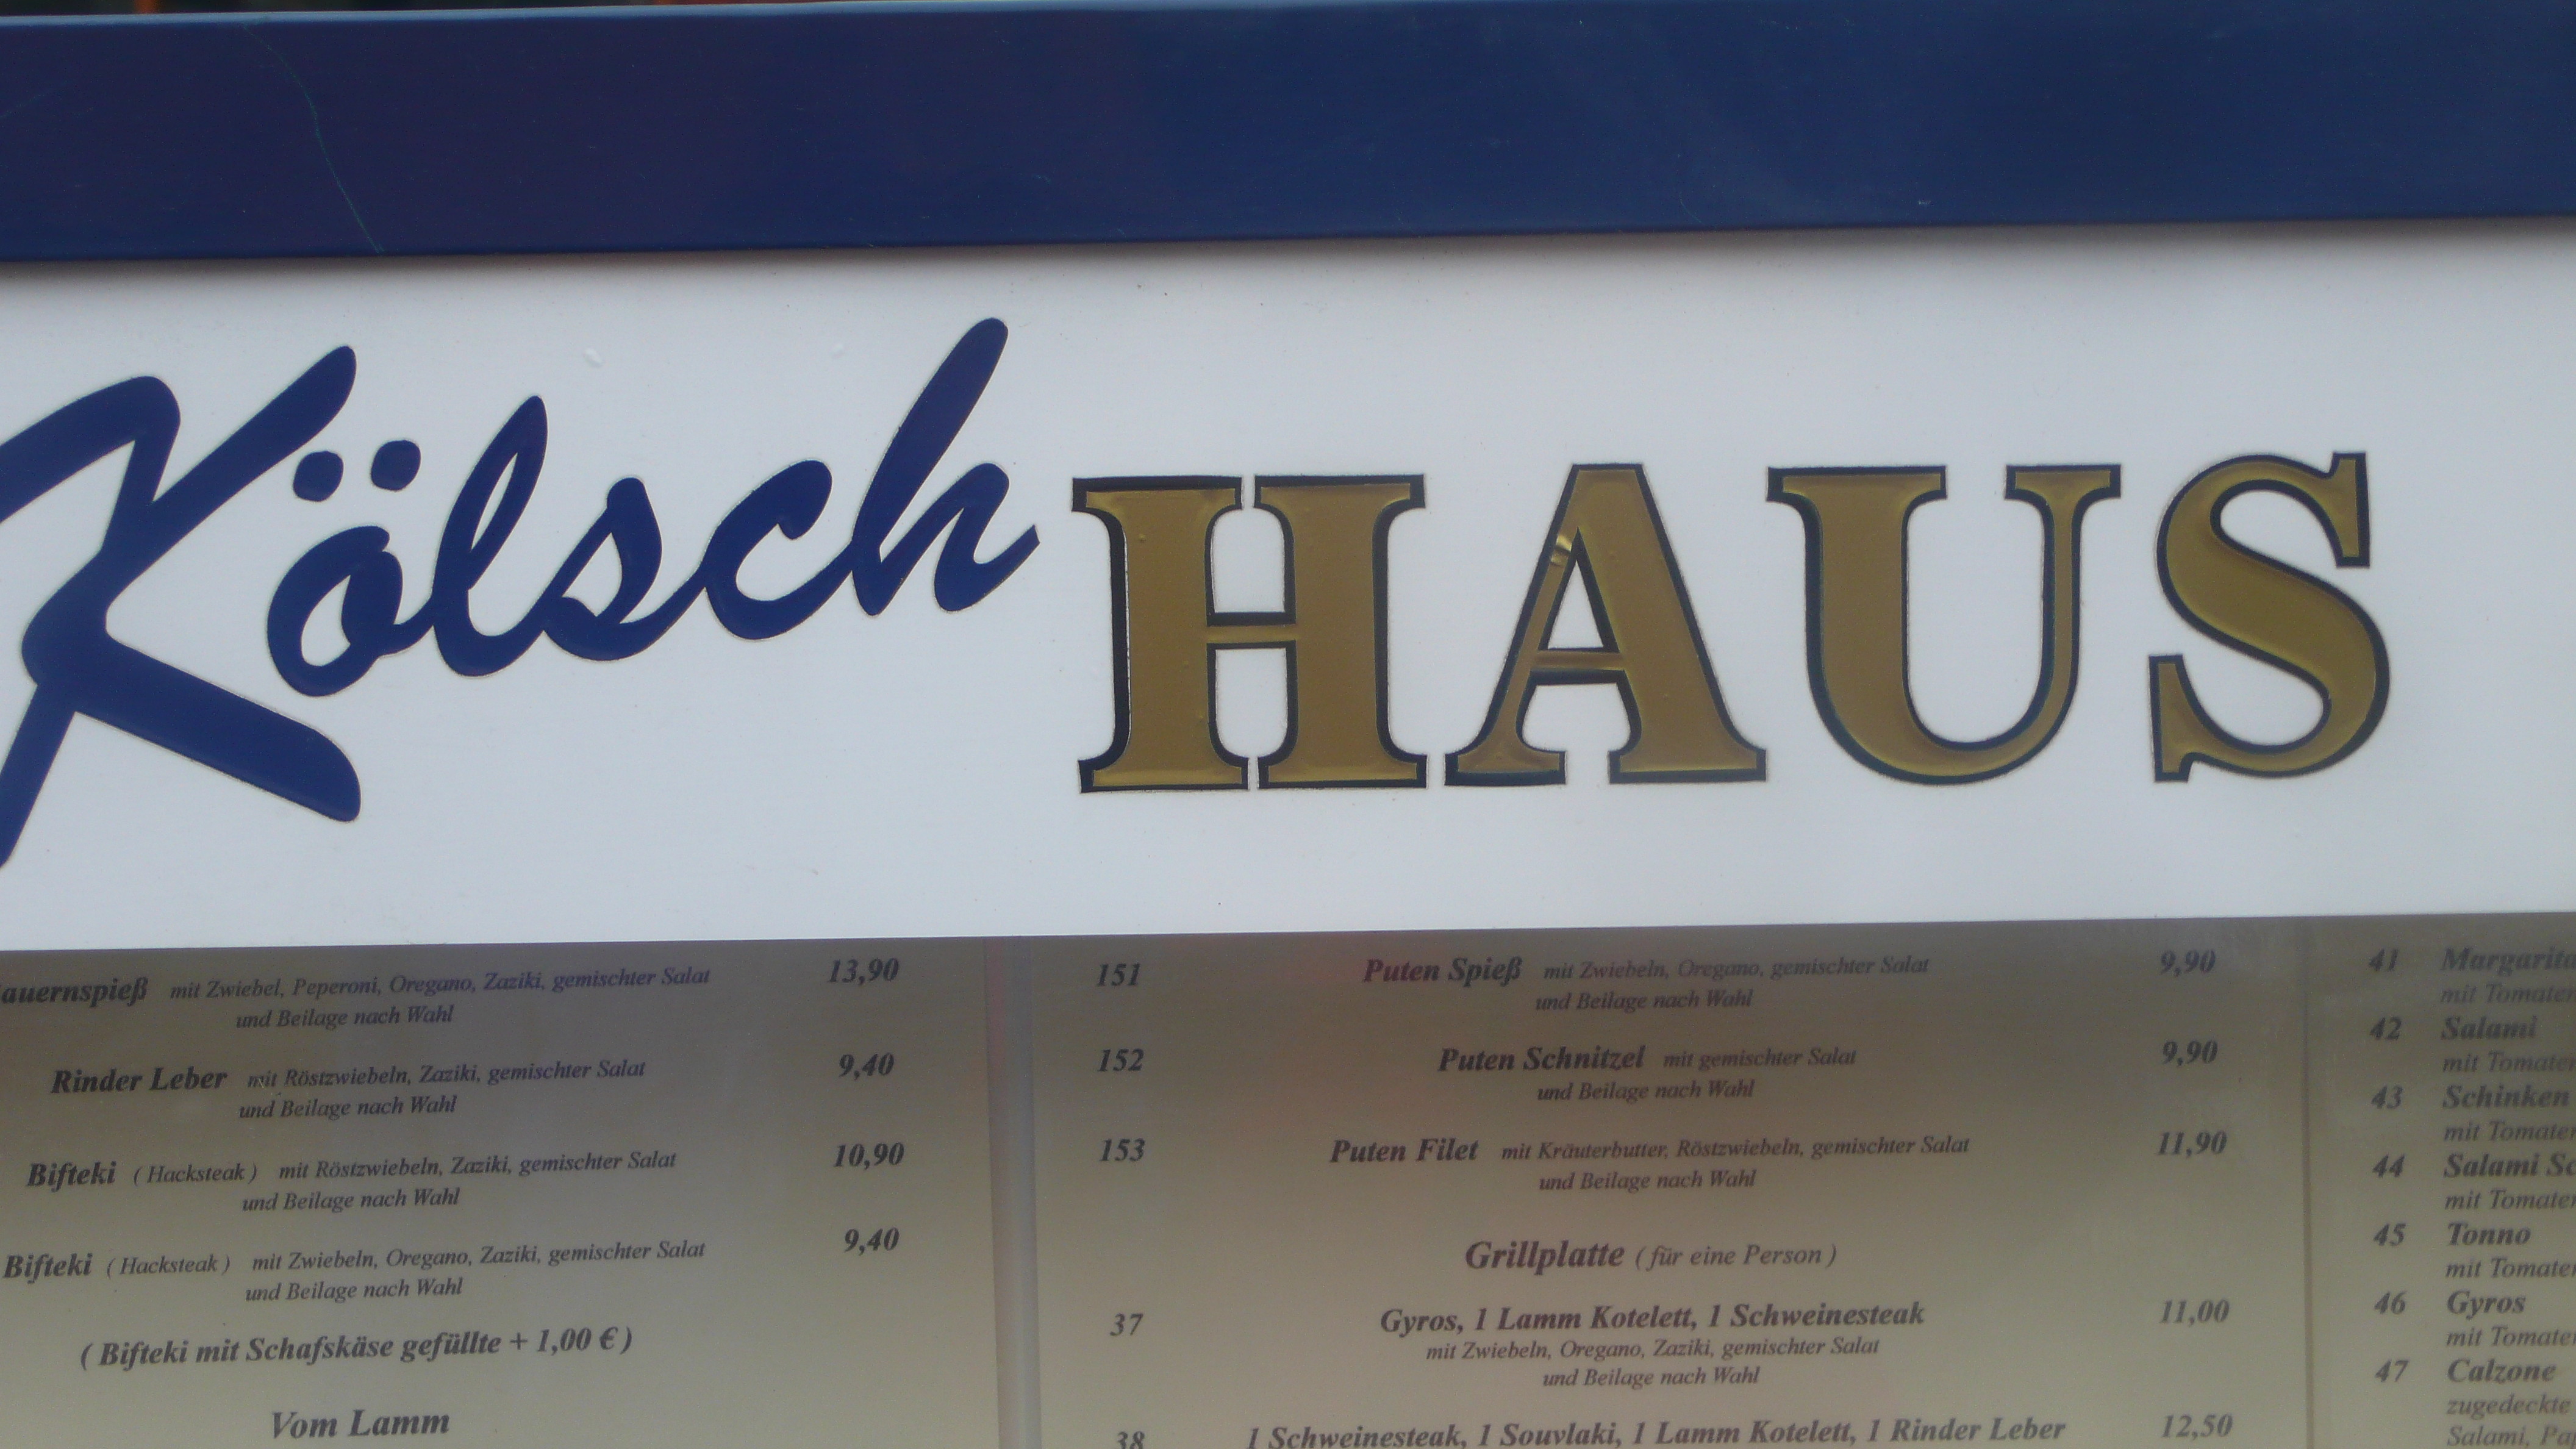 Kölsch HAUS
auernspieß mit Zwiebel, Peperoni, Oregano, Zaziki, gemischter Salat 13,90
und Beilage nach Wahl
Rinder Leber mit Röstzwiebeln, Zaziki, gemischter Salat 9,40
und Beilage nach Wahl
Bifteki ( Hacksteak ) mit Röstzwiebeln, Zaziki, gemischter Salat 10,90
und Beilage nach Wahl
Bifteki ( Hacksteak ) mit Zwiebeln, Oregano, Zaziki, gemischter Salat 9,40
und Beilage nach Wahl
( Bifteki mit Schafskäse gefüllte + 1,00 € )
Vom Lamm
151 Puten Spieß mit Zwiebeln, Oregano, gemischter Salat 9,90
und Beilage nach Wahl
152 Puten Schnitzel mit gemischter Salat 9,90
und Beilage nach Wahl
153 Puten Filet mit Kräuterbutter, Röstzwiebeln, gemischter Salat 11,90
und Beilage nach Wahl
Grillplatte ( für eine Person )
37 Gyros, 1 Lamm Kotelett, 1 Schweinesteak 11,00
mit Zwiebeln, Oregano, Zaziki, gemischter Salat
und Beilage nach Wahl
38 1 Schweinesteak, 1 Souvlaki, 1 Lamm Kotelett, 1 Rinder Leber 12,50
41 Margarita
mit Tomaten
42 Salami
mit Tomaten
43 Schinken
mit Tomaten
44 Salami Sc
mit Tomaten
45 Tonno
mit Tomaten
46 Gyros
mit Tomaten
47 Calzone
zugedeckte
Salami, Pa